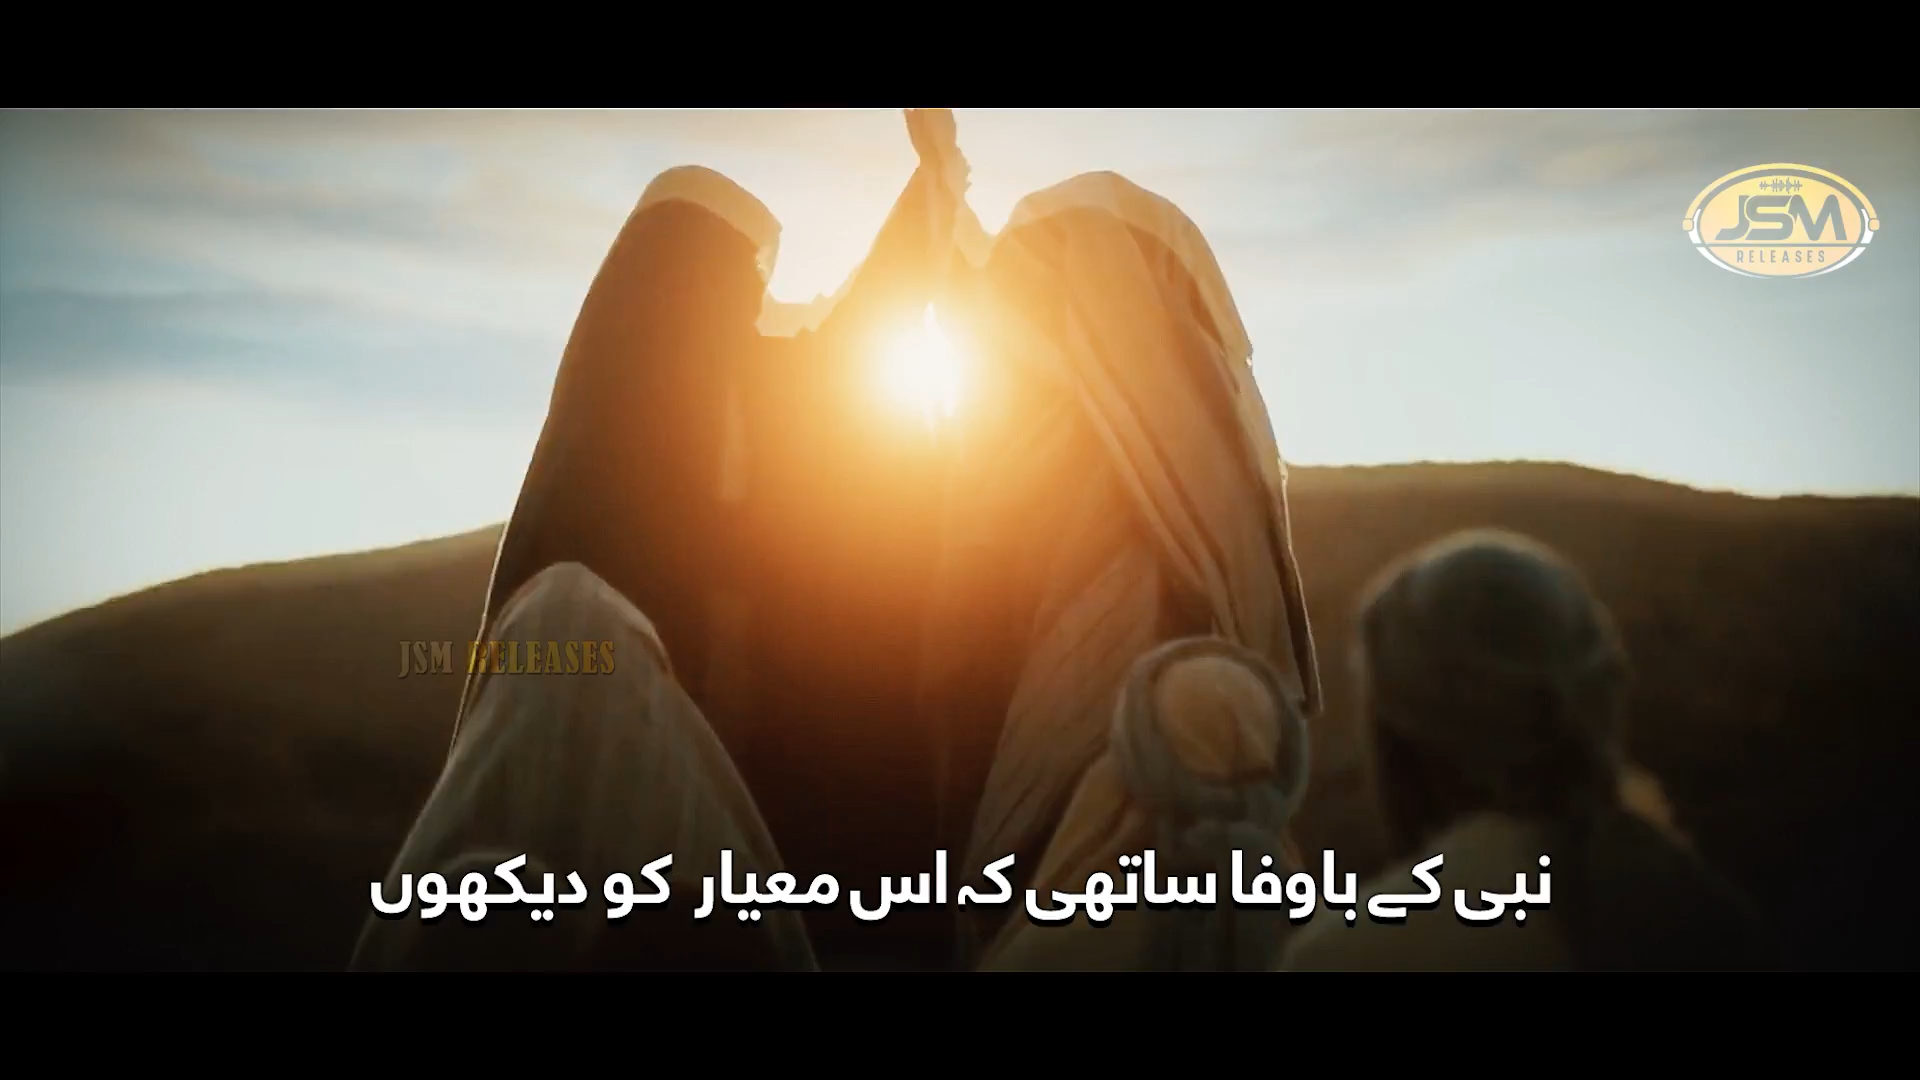 JSM
RELEASES
JSM RELEASES
نبی کے باوفا ساتھی کہ اس معیار کو دیکھوں